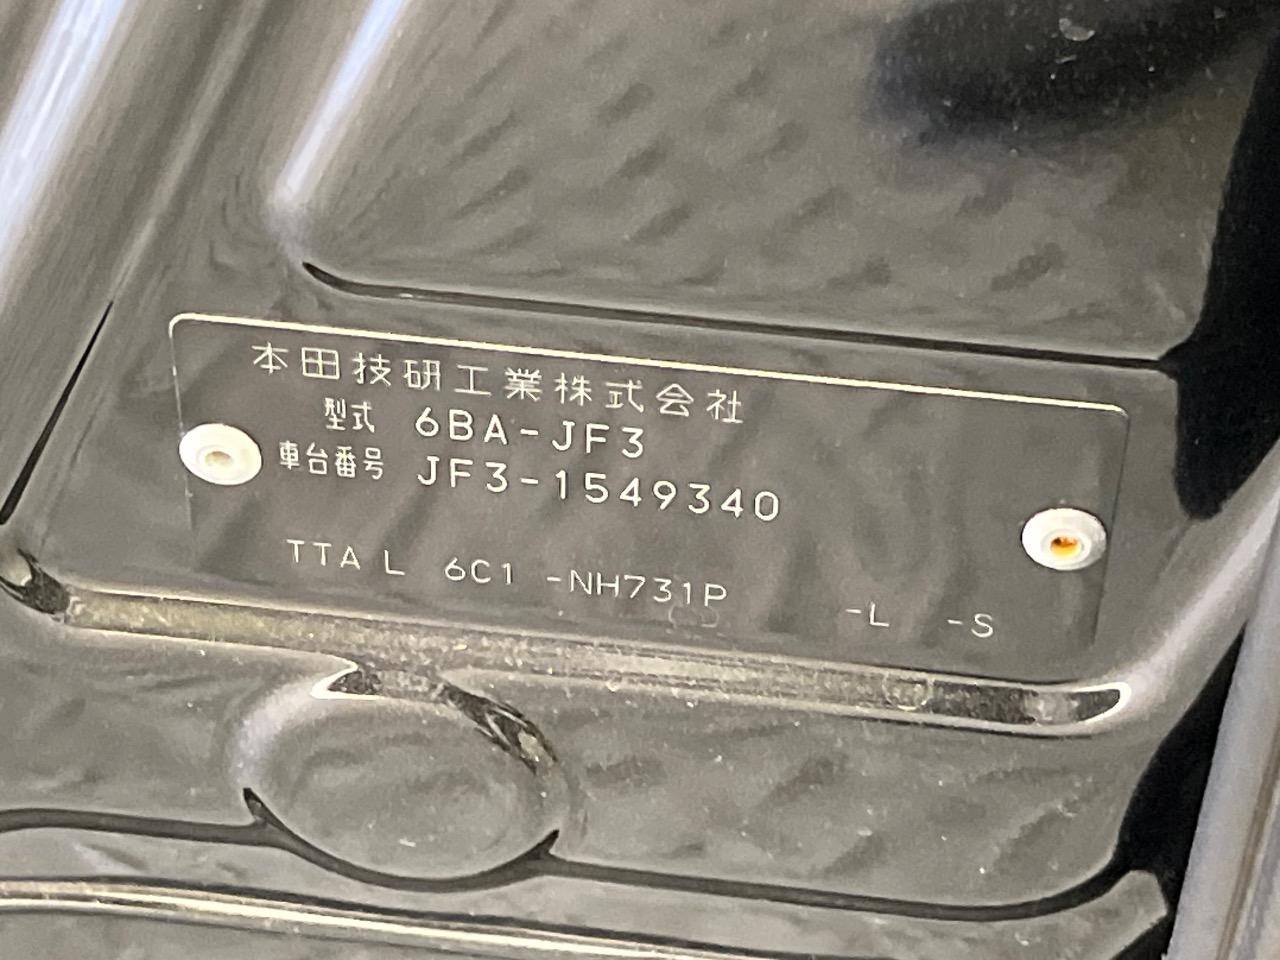 本田技研工業株式会社
型式 6BA-JF3
車台番号 JF3-1549340
TTA L 6C1 -NH731P -L -S